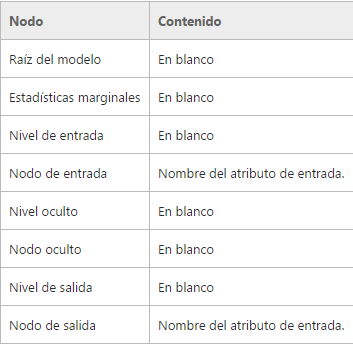 Nodo Contenido
Raíz del modelo En blanco
Estadísticas marginales En blanco
Nivel de entrada En blanco
Nodo de entrada Nombre del atributo de entrada.
Nivel oculto En blanco
Nodo oculto En blanco
Nivel de salida En blanco
Nodo de salida Nombre del atributo de entrada.